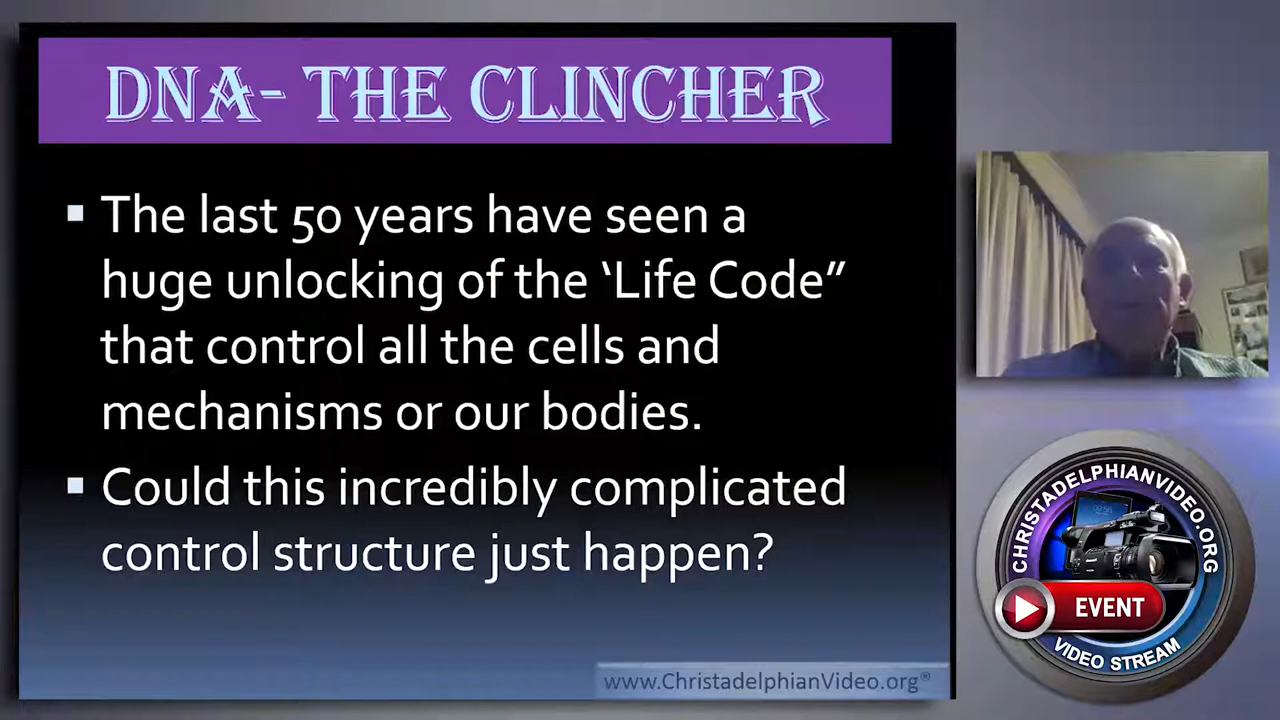 DNA- THE CLINCHER
▪ The last 50 years have seen a
huge unlocking of the ‘Life Code”
that control all the cells and
mechanisms or our bodies.
▪ Could this incredibly complicated
control structure just happen?
www.ChristadelphianVideo.org®
CHRISTADELPHIANVIDEO.ORG
EVENT
VIDEO STREAM